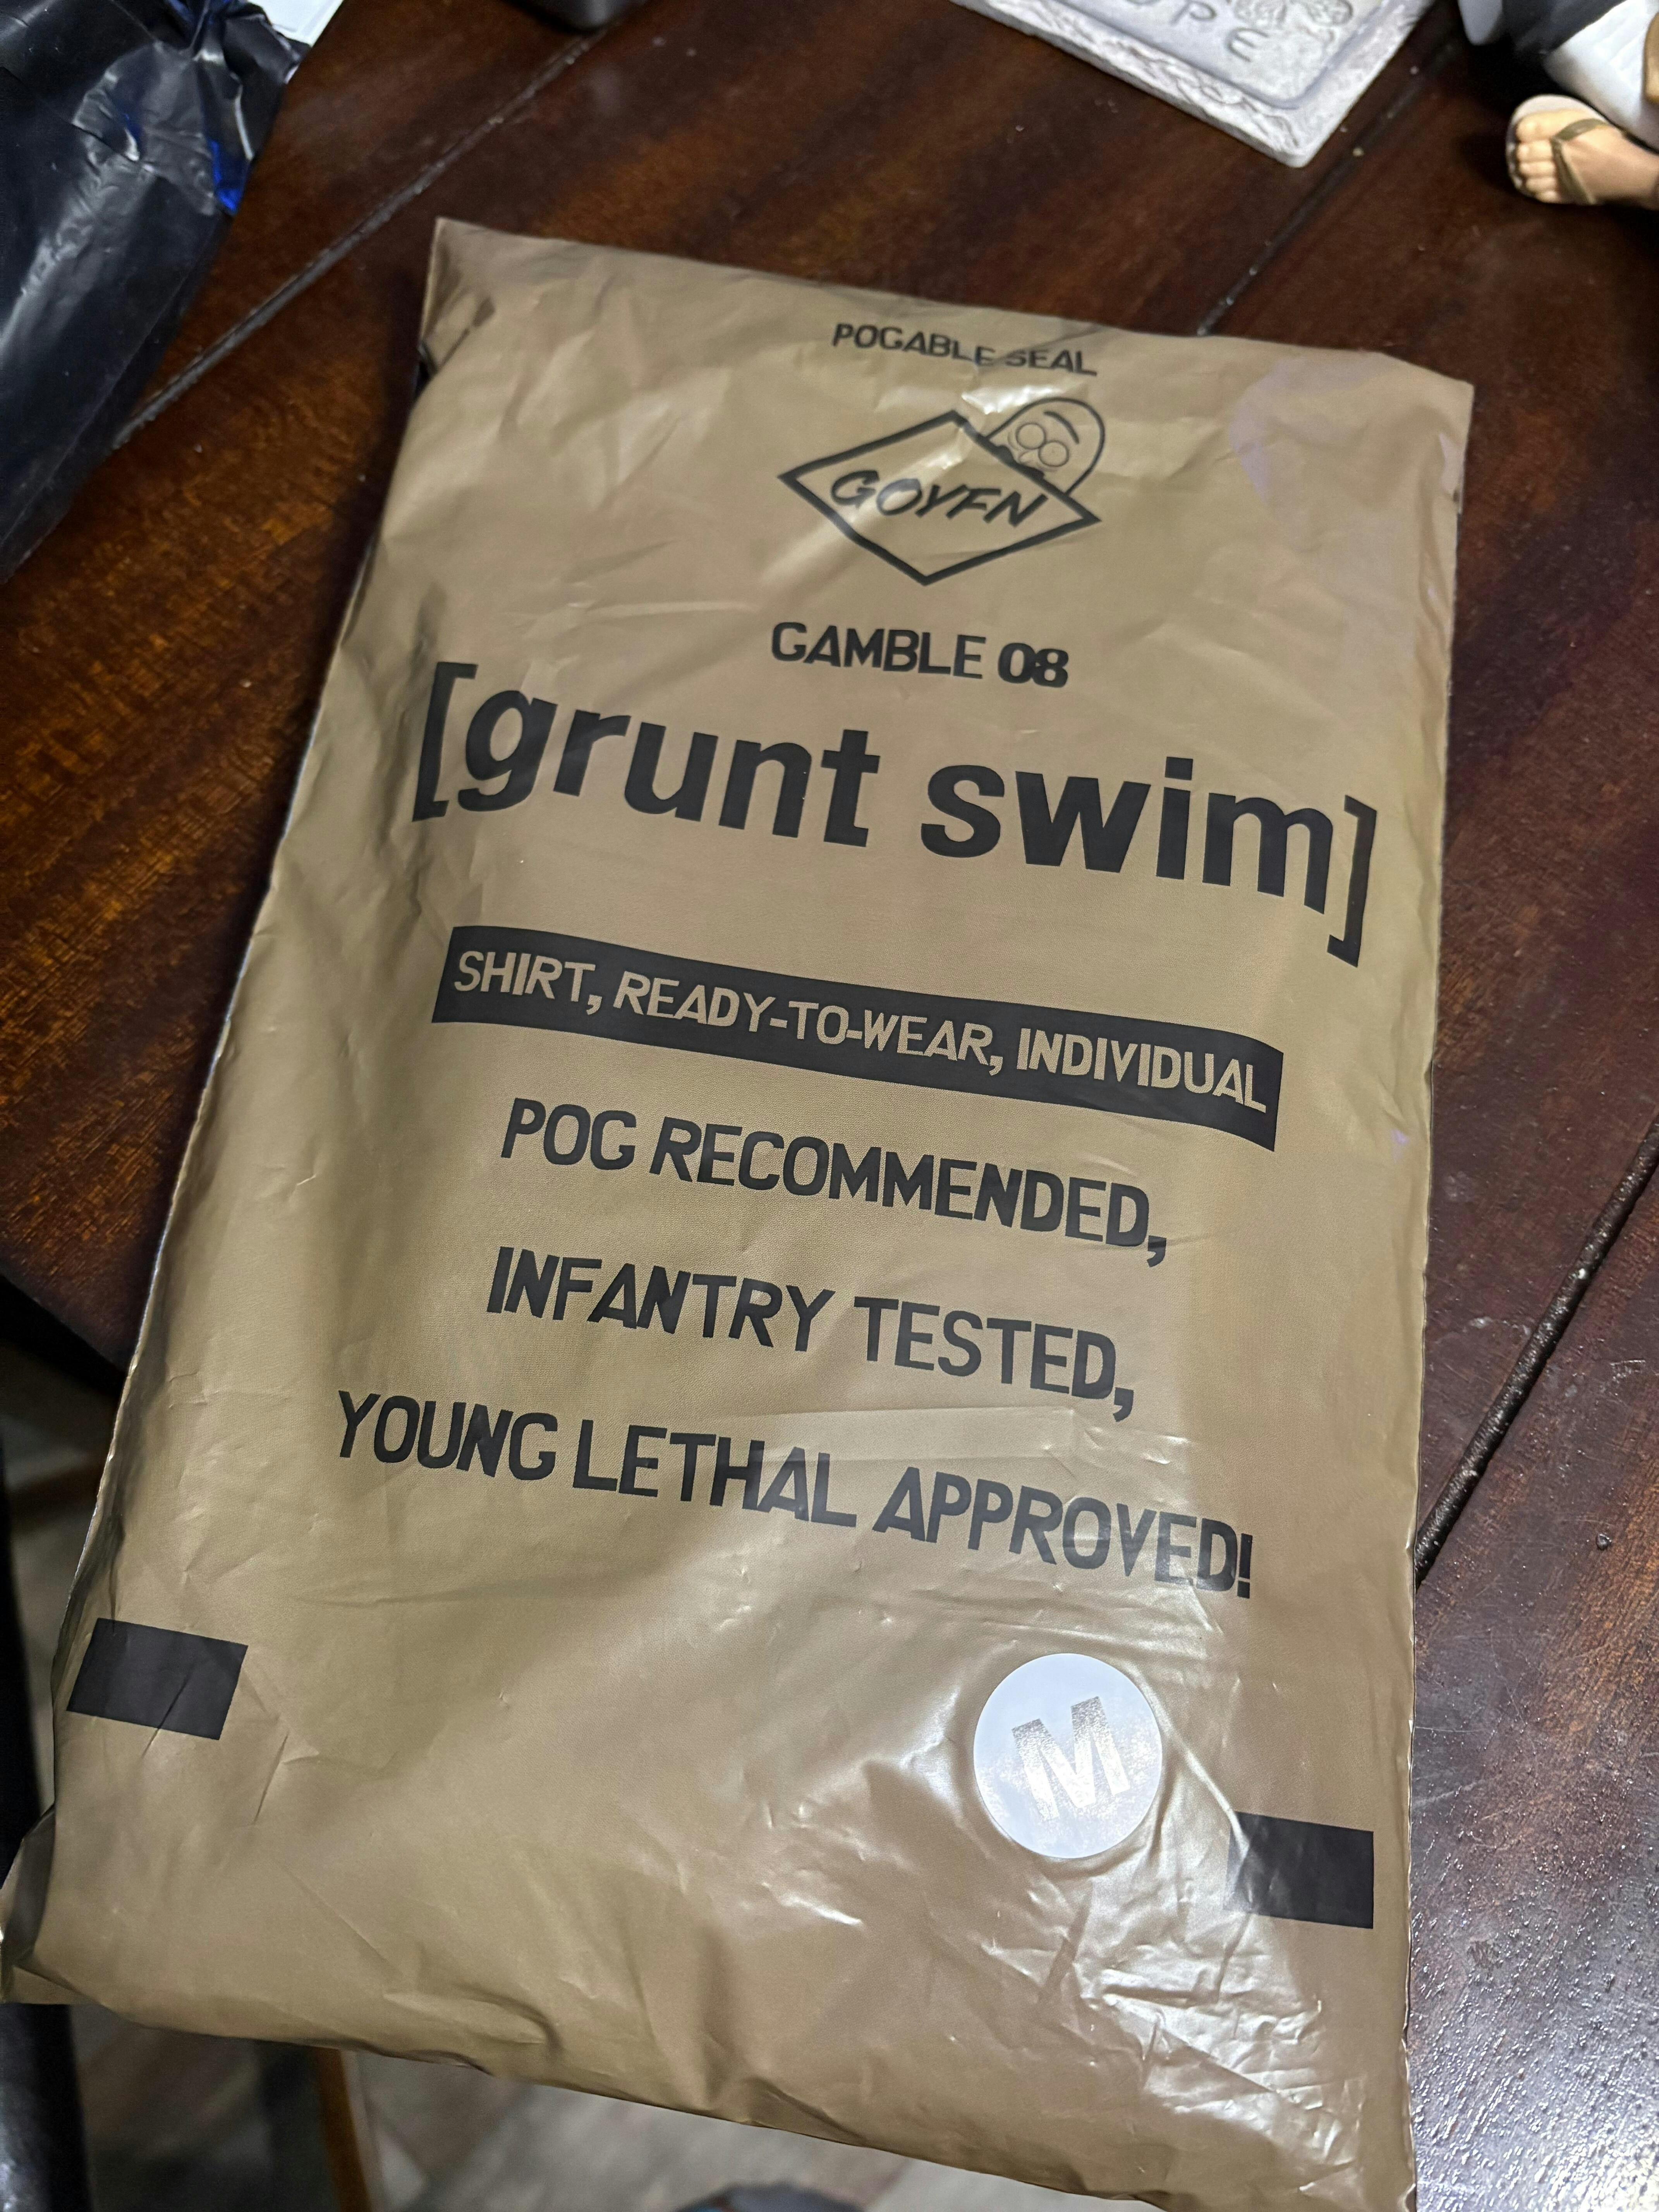 POGABLE SEAL
GOYFN
GAMBLE 08
[grunt swim]
SHIRT, READY-TO-WEAR, INDIVIDUAL
POG RECOMMENDED,
INFANTRY TESTED,
YOUNG LETHAL APPROVED!
M